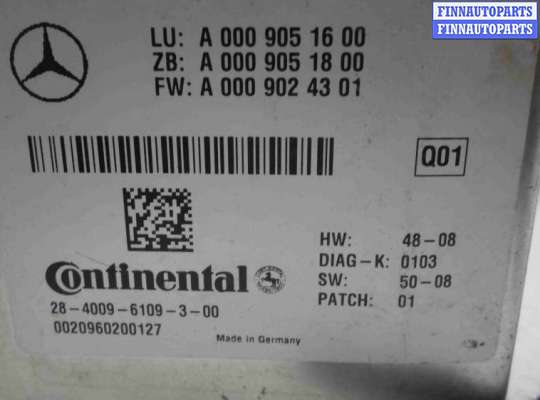 FINNAUTOPARTS
FINNAUTOPARTS
LU: A 000 905 16 00
ZB: A 000 905 18 00
FW: A 000 902 43 01
Q01
HW: 48-08
DIAG-K: 0103
SW: 50-08
PATCH: 01
Continental
28-4009-6109-3-00
0020960200127
Made in Germany